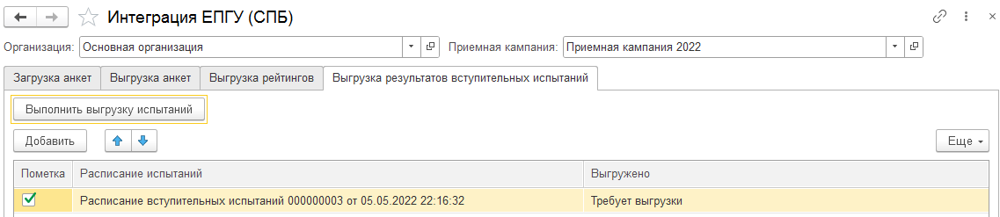 Интеграция ЕПГУ (СПБ)
Организация: Основная организация Приемная кампания: Приемная кампания 2022
Загрузка анкет Выгрузка анкет Выгрузка рейтингов Выгрузка результатов вступительных испытаний
Выполнить выгрузку испытаний
Добавить Еще
Пометка Расписание испытаний Выгружено
Расписание вступительных испытаний 000000003 от 05.05.2022 22:16:32 Требует выгрузки